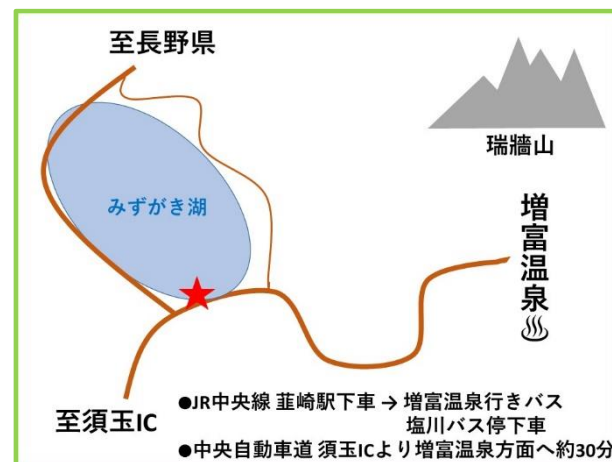 至長野県
瑞牆山
みずがき湖
増富温泉♨
至須玉IC
●JR中央線 韮崎駅下車 → 増富温泉行きバス
塩川バス停下車
●中央自動車道 須玉ICより増富温泉方面へ約30分